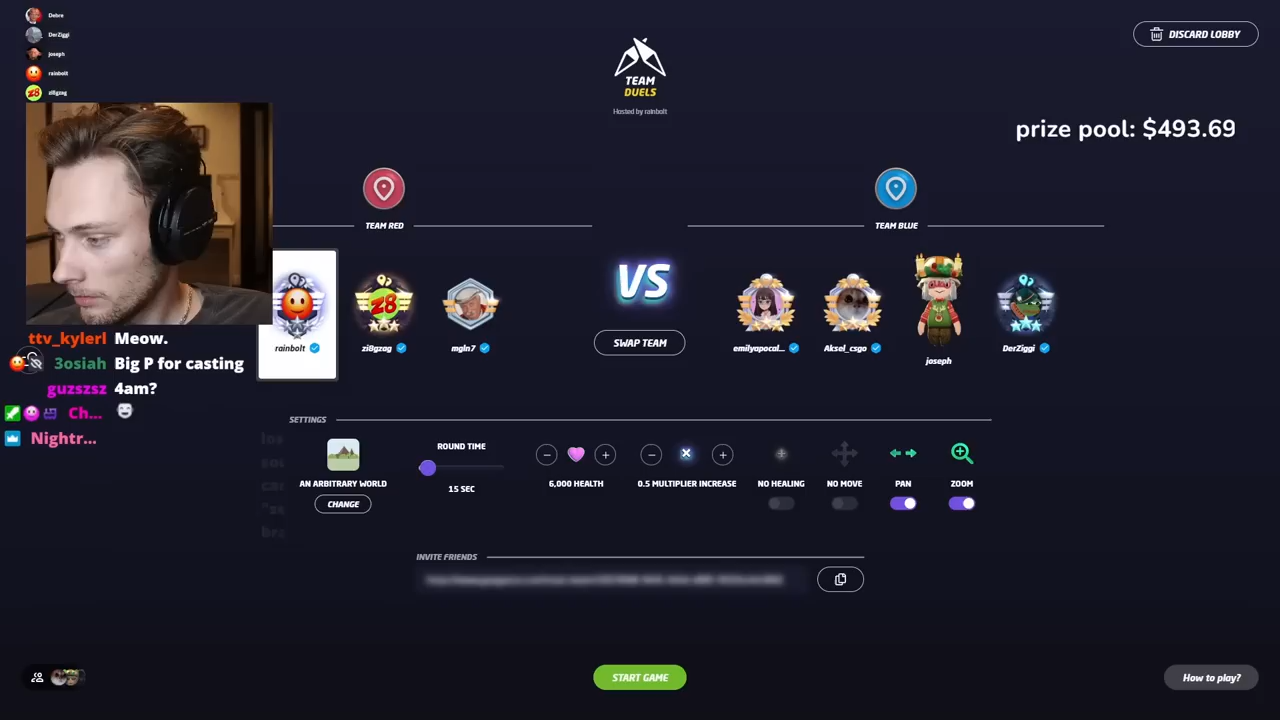 Debre
DerZiggi
joseph
rainbolt
zi8gzag
DISCARD LOBBY
TEAM
DUELS
Hosted by rainbolt
prize pool: $493.69
TEAM RED
TEAM BLUE
VS
Z8
rainbolt
zi8gzag
mgln7
SWAP TEAM
emilyapocal...
Aksel_csgo
joseph
DerZiggi
ttv_kylerl Meow.
3osiah Big P for casting
guzszsz 4am?
Ch...
Nightr...
SETTINGS
ROUND TIME
AN ARBITRARY WORLD
15 SEC
6,000 HEALTH
0.5 MULTIPLIER INCREASE
NO HEALING
NO MOVE
PAN
ZOOM
CHANGE
INVITE FRIENDS
START GAME
How to play?